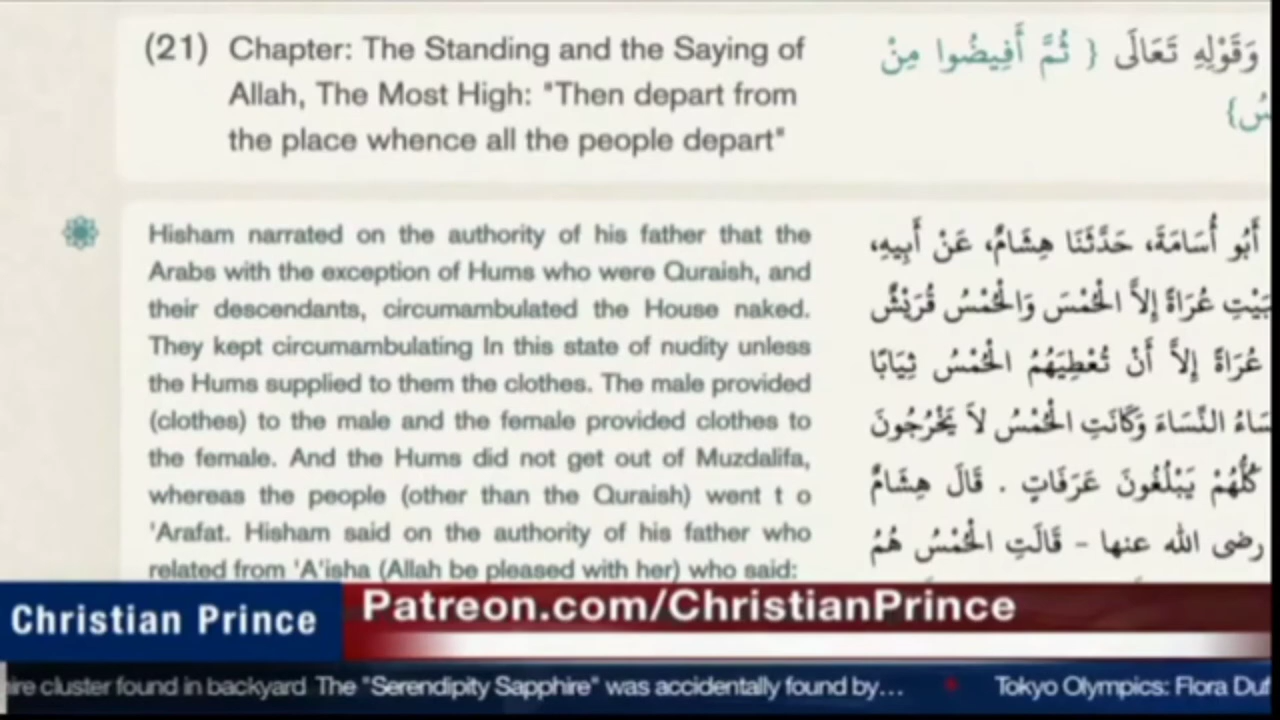 (21) Chapter: The Standing and the Saying of
Allah, The Most High: "Then depart from
the place whence all the people depart"
وَقَوْلِهِ تَعَالَى { ثُمَّ أَفِيضُوا مِنْ
سُ}
Hisham narrated on the authority of his father that the
Arabs with the exception of Hums who were Quraish, and
their descendants, circumambulated the House naked.
They kept circumambulating In this state of nudity unless
the Hums supplied to them the clothes. The male provided
(clothes) to the male and the female provided clothes to
the female. And the Hums did not get out of Muzdalifa,
whereas the people (other than the Quraish) went t o
'Arafat. Hisham said on the authority of his father who
related from 'A'isha (Allah be pleased with her) who said:
أَبُو أُسَامَةَ، حَدَّثَنَا هِشَامٌ، عَنْ أَبِيهِ،
عُرَاةً إِلاَّ الْحُمْسَ وَالْحُمْسُ قُرَيْشٌ
عُرَاةً إِلاَّ أَنْ تُعْطِيَهُمُ الْحُمْسُ ثِيَابًا
النِّسَاءَ وَكَانَتِ الْحُمْسُ لاَ يَخْرُجُونَ
كُلُّهُمْ يَبْلُغُونَ عَرَفَاتٍ . قَالَ هِشَامٌ
رضى الله عنها - قَالَتِ الْحُمْسُ هُمُ
Christian Prince
Patreon.com/ChristianPrince
ire cluster found in backyard The "Serendipity Sapphire" was accidentally found by... Tokyo Olympics: Flora Duf